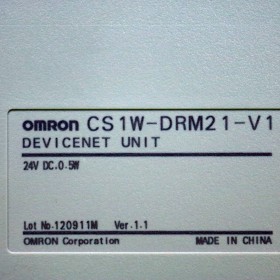 OMRON CS1W-DRM21-V1
DEVICENET UNIT
24V DC.0.5W
Lot No.120911M Ver.1.1
OMRON Corporation MADE IN CHINA